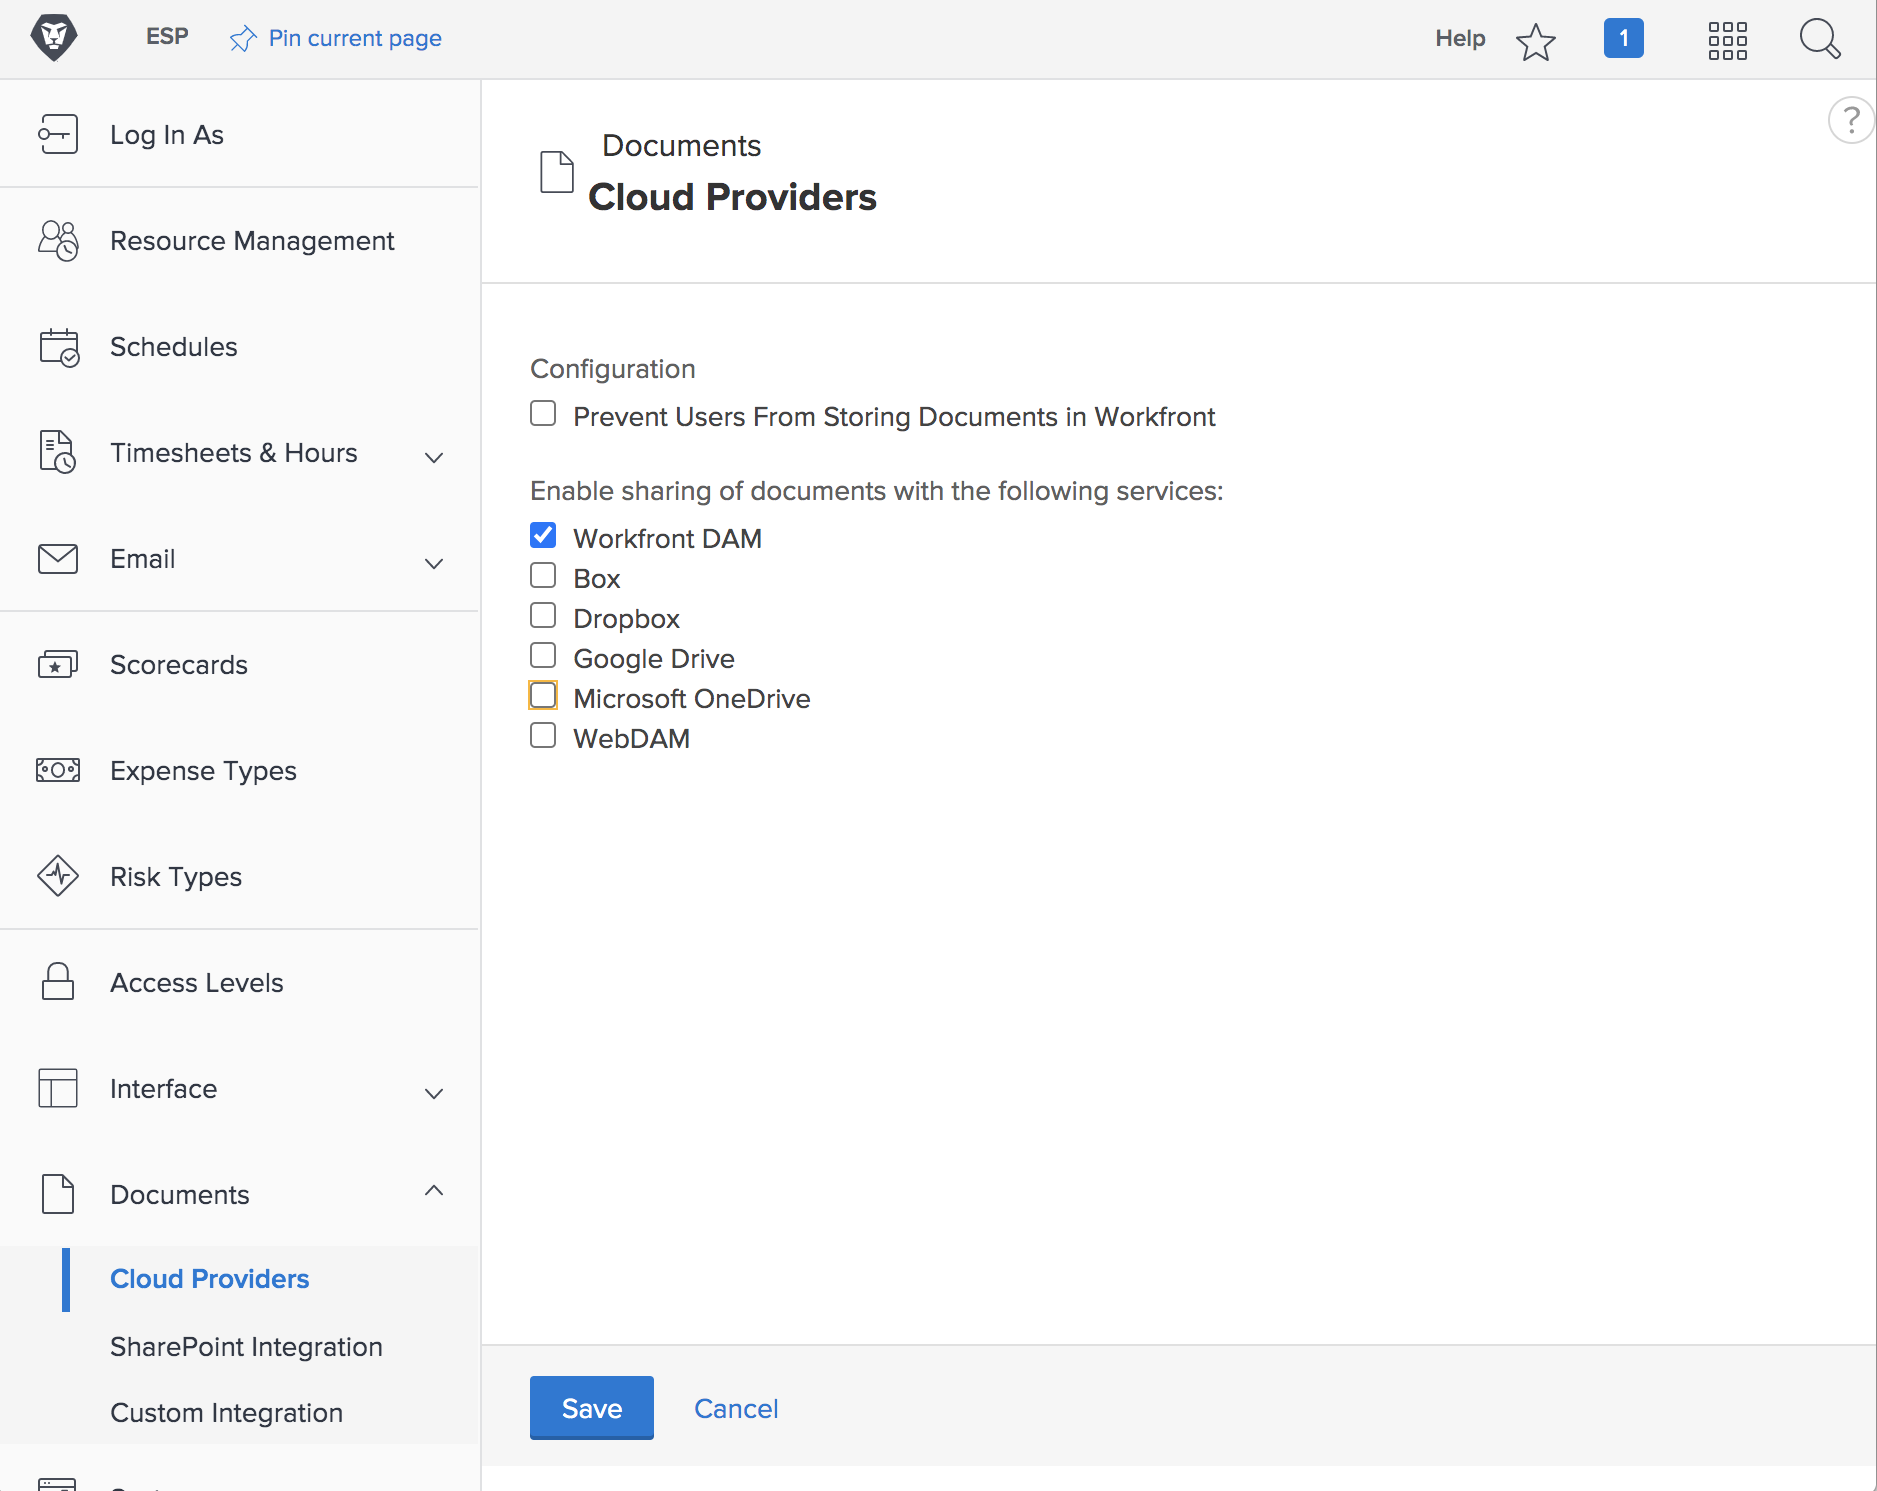 ESP
Pin current page
Help
1
Log In As
Resource Management
Schedules
Timesheets & Hours
Email
Scorecards
Expense Types
Risk Types
Access Levels
Interface
Documents
Cloud Providers
SharePoint Integration
Custom Integration
?
Documents
Cloud Providers
Configuration
Prevent Users From Storing Documents in Workfront
Enable sharing of documents with the following services:
Workfront DAM
Box
Dropbox
Google Drive
Microsoft OneDrive
WebDAM
Save
Cancel